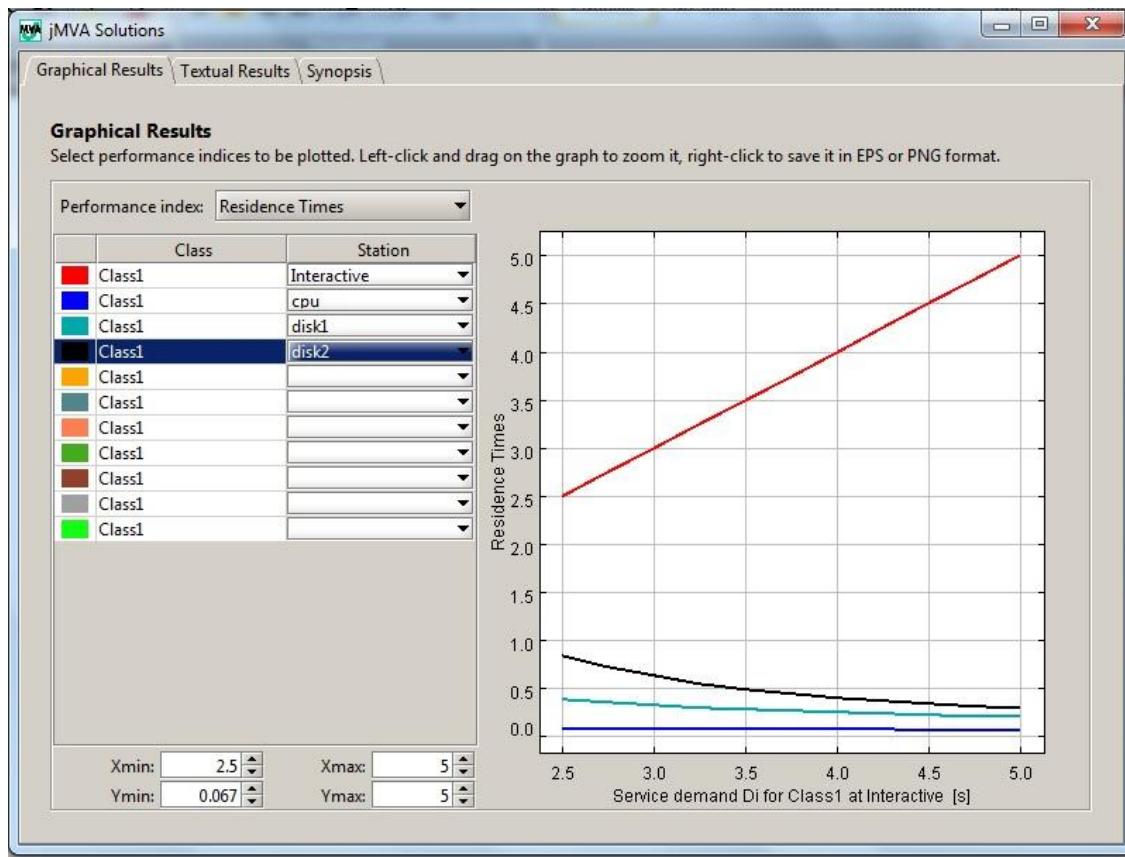 MVA jMVA Solutions
Graphical Results Textual Results Synopsis
Graphical Results
Select performance indices to be plotted. Left-click and drag on the graph to zoom it, right-click to save it in EPS or PNG format.
Performance index: Residence Times
Class Station
Class1 Interactive
Class1 cpu
Class1 disk1
Class1 disk2
Class1
Class1
Class1
Class1
Class1
Class1
Class1
Xmin: 2.5 Xmax: 5
Ymin: 0.067 Ymax: 5
Residence Times
5.0
4.5
4.0
3.5
3.0
2.5
2.0
1.5
1.0
0.5
0.0
2.5 3.0 3.5 4.0 4.5 5.0
Service demand Di for Class1 at Interactive [s]